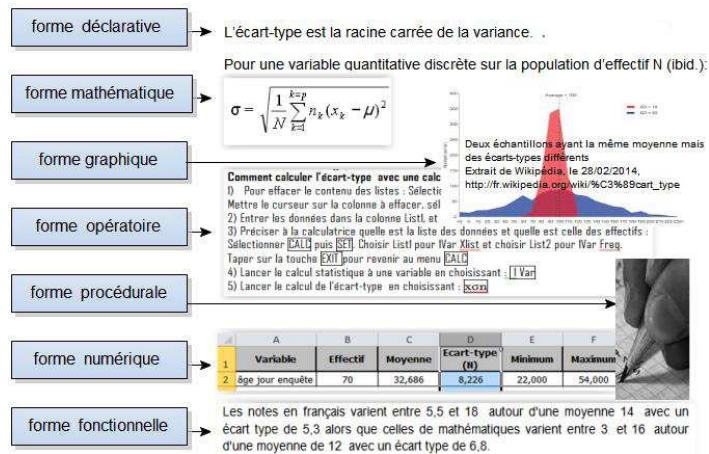 forme déclarative
L'écart-type est la racine carrée de la variance. .
Pour une variable quantitative discrète sur la population d'effectif N (ibid.):
forme mathématique
σ = √ 1/N ∑ k=1 k=p nk (xk – μ)²
Average = 100
SD = 10
SD = 50
forme graphique
Deux échantillons ayant la même moyenne mais
des écarts-types différents
Extrait de Wikipédia, le 28/02/2014,
http://fr.wikipedia.org/wiki/%C3%89cart_type
forme opératoire
Comment calculer l'écart-type avec une calc
1) Pour effacer le contenu des listes : Sélectio
Mettre le curseur sur la colonne à effacer, sél
2) Entrer les données dans la colonne List1, et
3) Préciser à la calculatrice quelle est la liste des données et quelle est celle des effectifs :
Sélectionner CALC puis SET. Choisir List1 pour 1Var Xlist et choisir List2 pour 1Var Freq.
Taper sur la touche EXIT pour revenir au menu CALC
4) Lancer le calcul statistique à une variable en choisissant : 1 Var
5) Lancer le calcul de l'écart-type en choisissant : xσn
forme procédurale
forme numérique
A B C D E F
1 Variable Effectif Moyenne Ecart-type (N) Minimum Maximum
2 âge jour enquête 70 32,686 8,226 22,000 54,000
forme fonctionnelle
Les notes en français varient entre 5,5 et 18 autour d'une moyenne 14 avec un
écart type de 5,3 alors que celles de mathématiques varient entre 3 et 16 autour
d'une moyenne de 12 avec un écart type de 6,8.